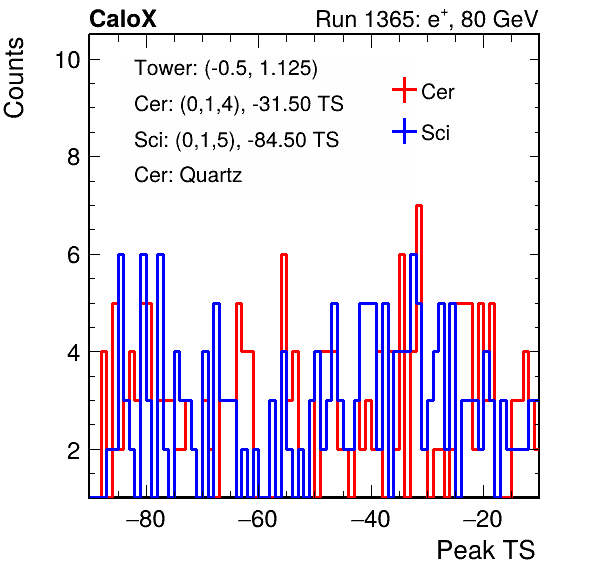 CaloX Run 1365: e⁺, 80 GeV
Counts
Tower: (-0.5, 1.125)
Cer: (0,1,4), -31.50 TS
Sci: (0,1,5), -84.50 TS
Cer: Quartz
Cer
Sci
10
8
6
4
2
−80 −60 −40 −20
Peak TS